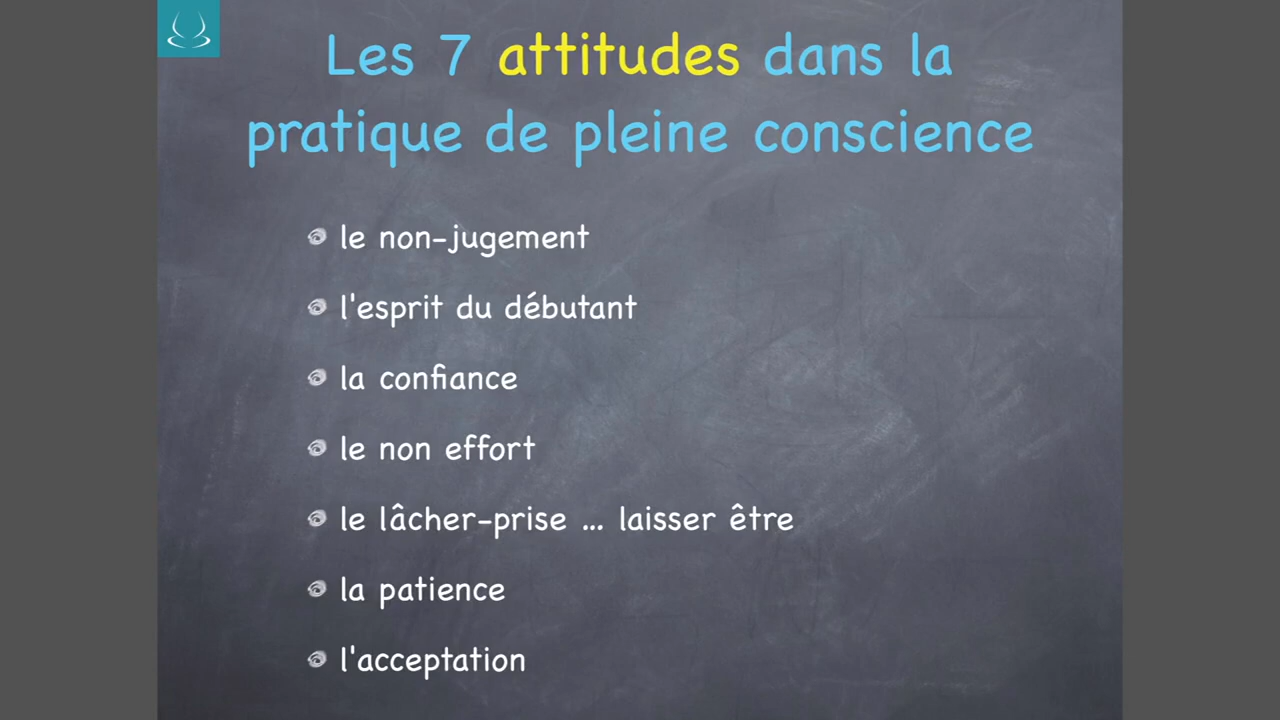 Les 7 attitudes dans la
pratique de pleine conscience
le non-jugement
l'esprit du débutant
la confiance
le non effort
le lâcher-prise ... laisser être
la patience
l'acceptation